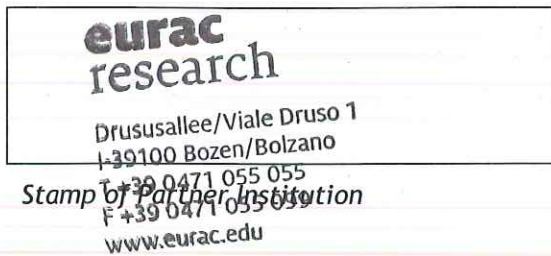 eurac
research
Drususallee/Viale Druso 1
I-39100 Bozen/Bolzano
T +39 0471 055 055
Stamp of Partner Institution
F +39 0471 055 059
www.eurac.edu